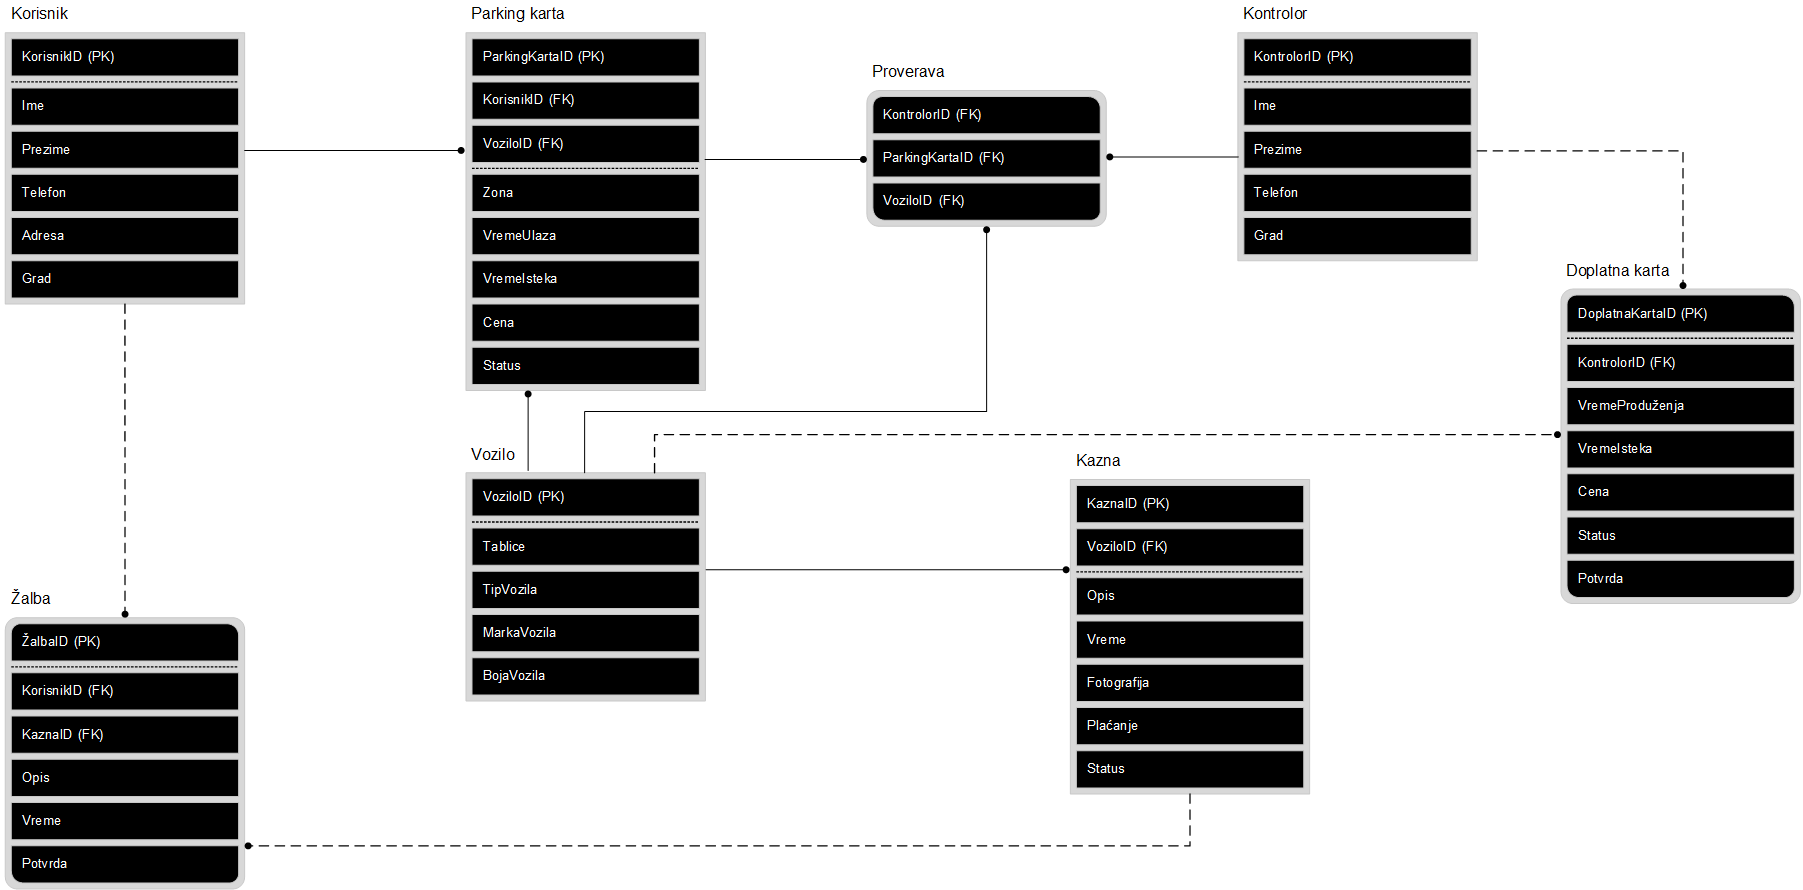 Korisnik
KorisnikID (PK)
Ime
Prezime
Telefon
Adresa
Grad
Parking karta
ParkingKartaID (PK)
KorisnikID (FK)
VoziloID (FK)
Zona
VremeUlaza
VremeIsteka
Cena
Status
Proverava
KontrolorID (FK)
ParkingKartaID (FK)
VoziloID (FK)
Kontrolor
KontrolorID (PK)
Ime
Prezime
Telefon
Grad
Doplatna karta
DoplatnaKartaID (PK)
KontrolorID (FK)
VremeProduženja
VremeIsteka
Cena
Status
Potvrda
Vozilo
VoziloID (PK)
Tablice
TipVozila
MarkaVozila
BojaVozila
Kazna
KaznaID (PK)
VoziloID (FK)
Opis
Vreme
Fotografija
Plaćanje
Status
Žalba
ŽalbaID (PK)
KorisnikID (FK)
KaznaID (FK)
Opis
Vreme
Potvrda